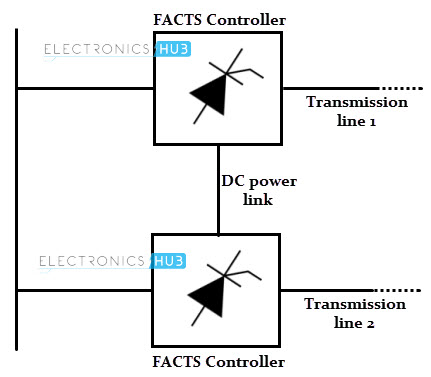 FACTS Controller
ELECTRONICS HUB
Transmission
line 1
DC power
link
ELECTRONICS HUB
Transmission
line 2
FACTS Controller